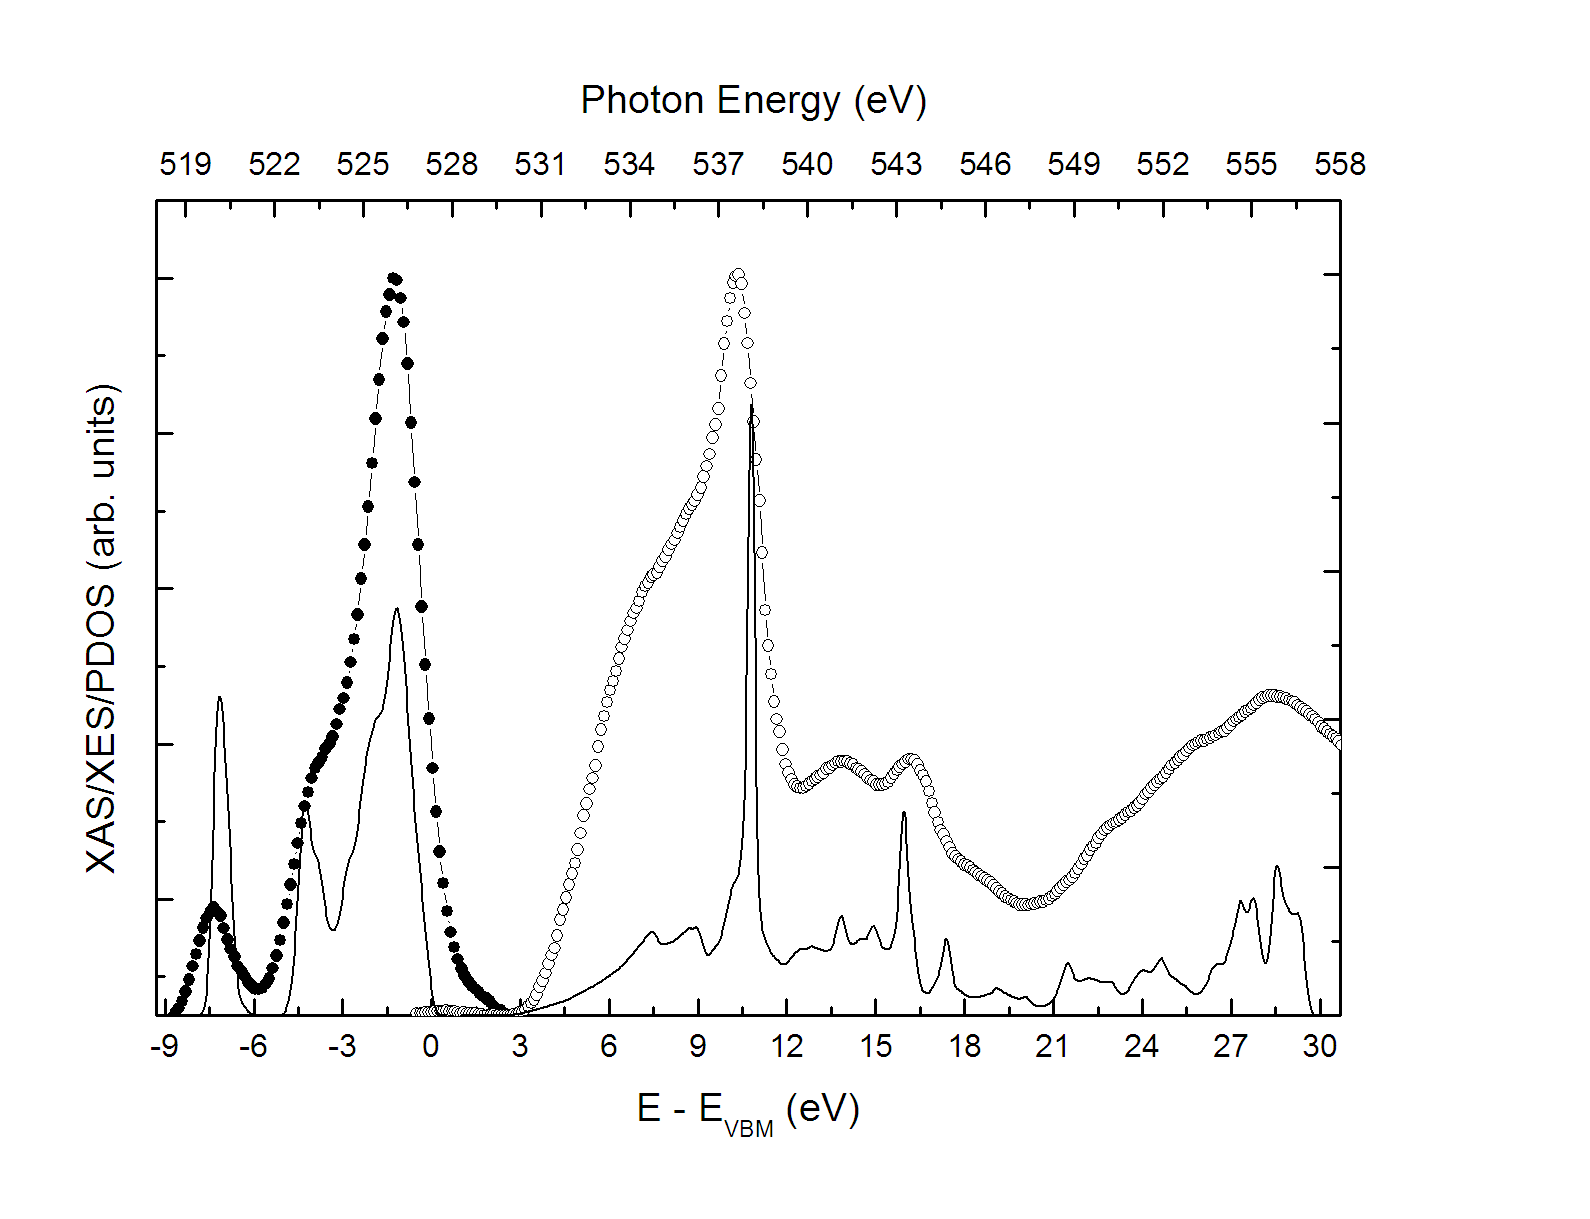 Photon Energy (eV)
519 522 525 528 531 534 537 540 543 546 549 552 555 558
XAS/XES/PDOS (arb. units)
-9 -6 -3 0 3 6 9 12 15 18 21 24 27 30
E - EVBM (eV)